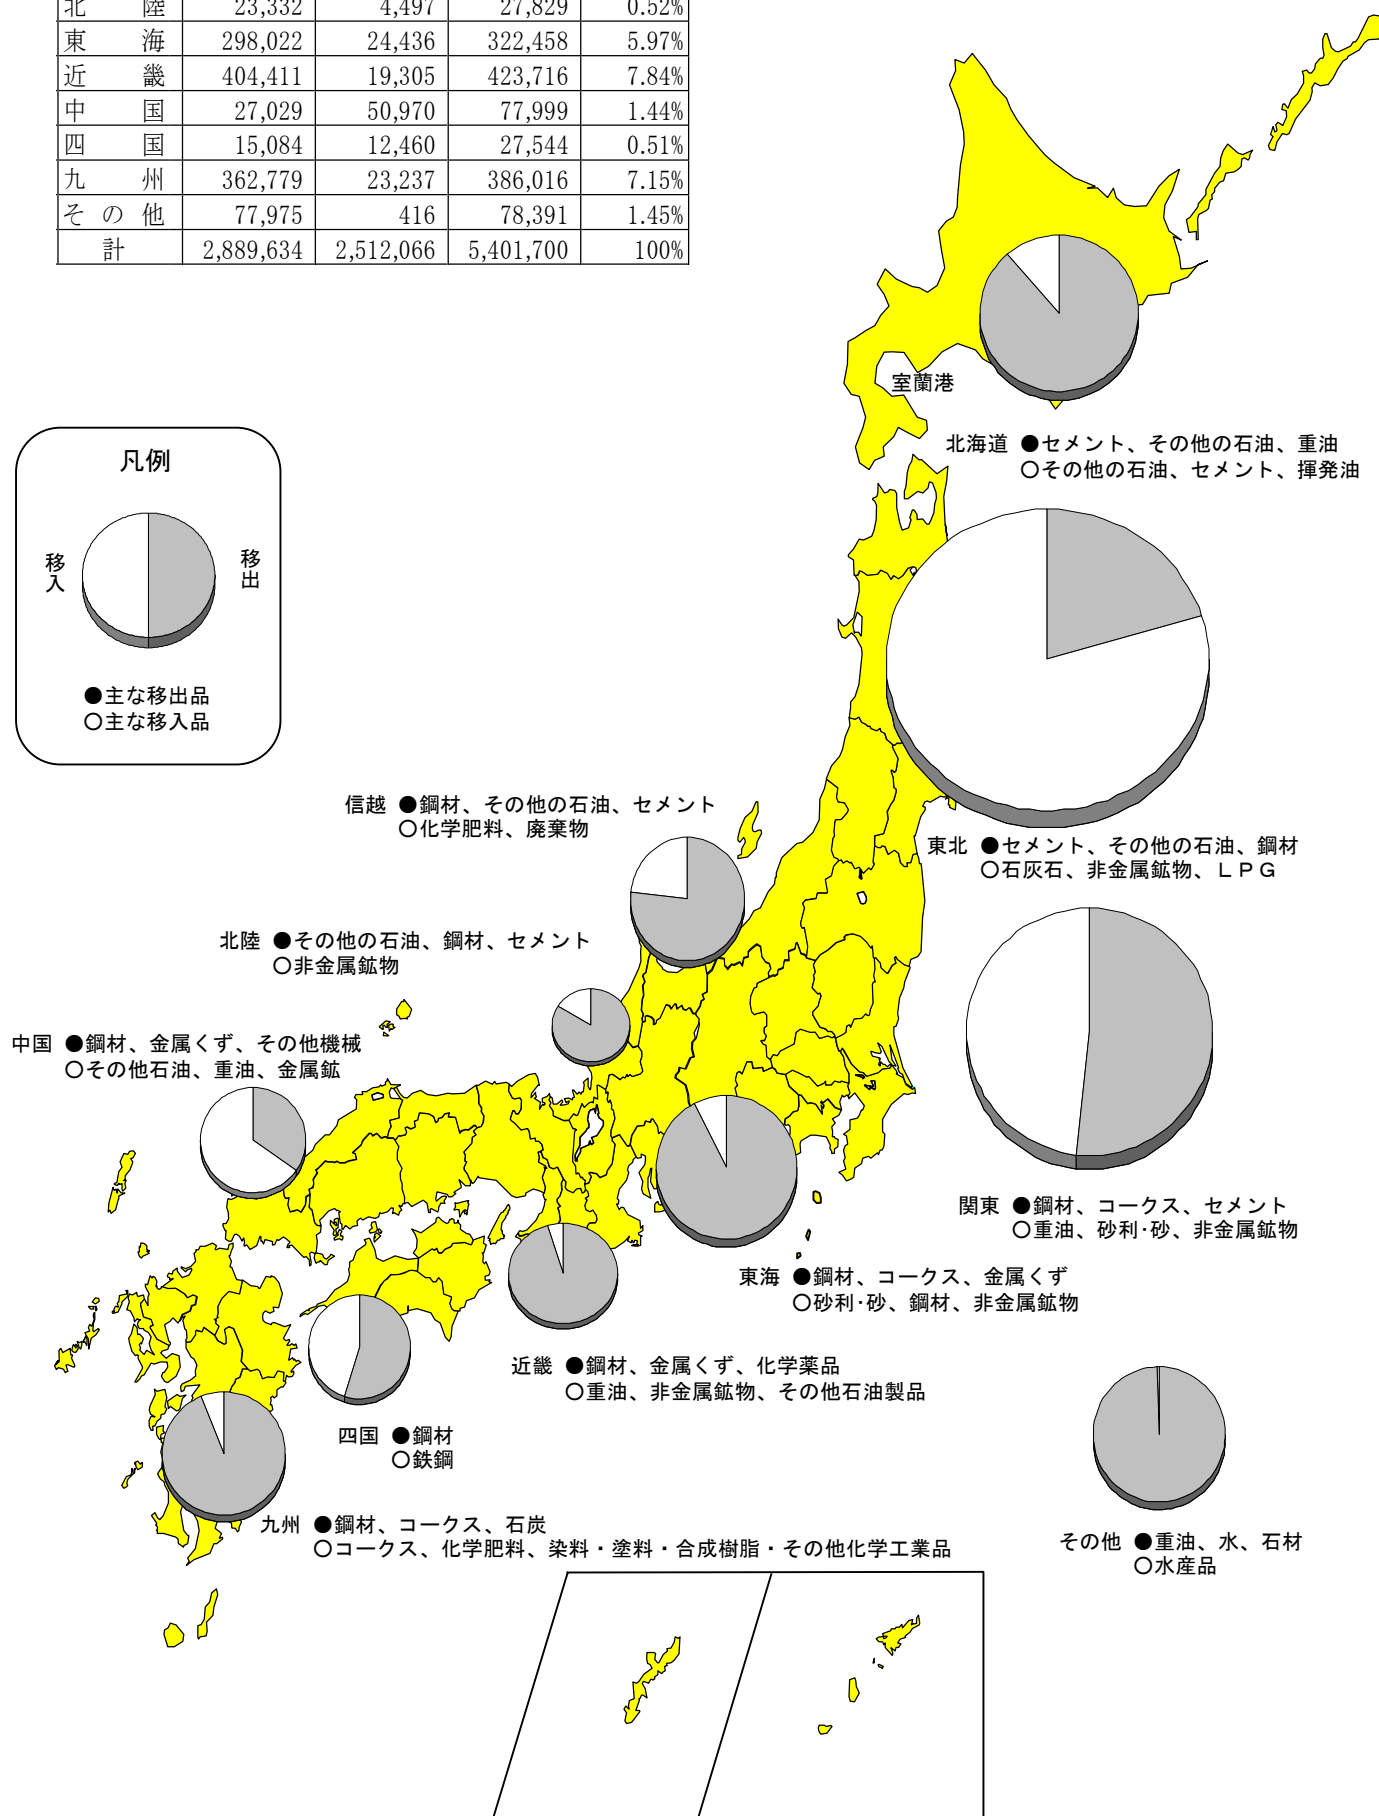 北 陸 23,332 4,497 27,829 0.52%
東 海 298,022 24,436 322,458 5.97%
近 畿 404,411 19,305 423,716 7.84%
中 国 27,029 50,970 77,999 1.44%
四 国 15,084 12,460 27,544 0.51%
九 州 362,779 23,237 386,016 7.15%
そ の 他 77,975 416 78,391 1.45%
計 2,889,634 2,512,066 5,401,700 100%
室蘭港
北海道 ●セメント、その他の石油、重油
○その他の石油、セメント、揮発油
凡例
移入
移出
●主な移出品
○主な移入品
信越 ●鋼材、その他の石油、セメント
○化学肥料、廃棄物
東北 ●セメント、その他の石油、鋼材
○石灰石、非金属鉱物、ＬＰＧ
北陸 ●その他の石油、鋼材、セメント
○非金属鉱物
中国 ●鋼材、金属くず、その他機械
○その他石油、重油、金属鉱
関東 ●鋼材、コークス、セメント
○重油、砂利･砂、非金属鉱物
東海 ●鋼材、コークス、金属くず
○砂利･砂、鋼材、非金属鉱物
近畿 ●鋼材、金属くず、化学薬品
○重油、非金属鉱物、その他石油製品
四国 ●鋼材
○鉄鋼
九州 ●鋼材、コークス、石炭
○コークス、化学肥料、染料・塗料・合成樹脂・その他化学工業品
その他 ●重油、水、石材
○水産品